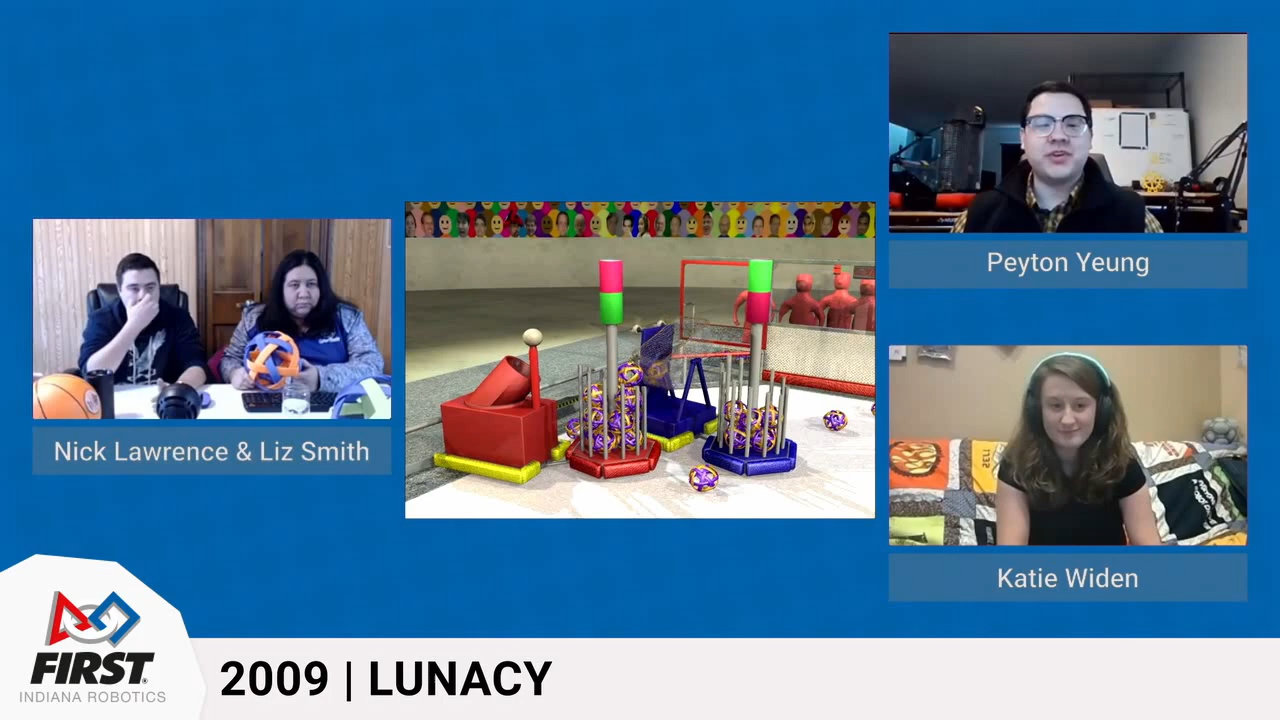 Peyton Yeung
Nick Lawrence & Liz Smith
Katie Widen
FIRST
INDIANA ROBOTICS
2009 | LUNACY